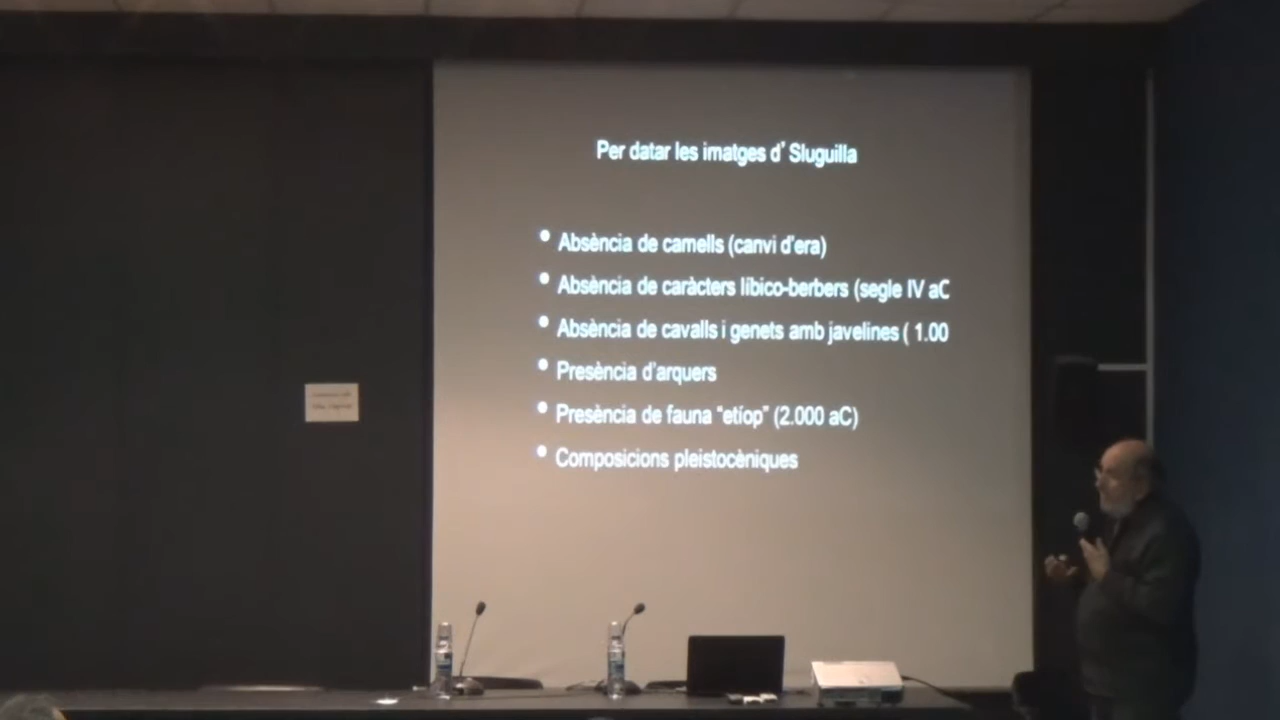 Per datar les imatges d' Sluguilla
• Absència de camells (canvi d'era)
• Absència de caràcters líbico-berbers (segle IV aC
• Absència de cavalls i genets amb javelines ( 1.00
• Presència d'arquers
• Presència de fauna “etíop” (2.000 aC)
• Composicions pleistocèniques